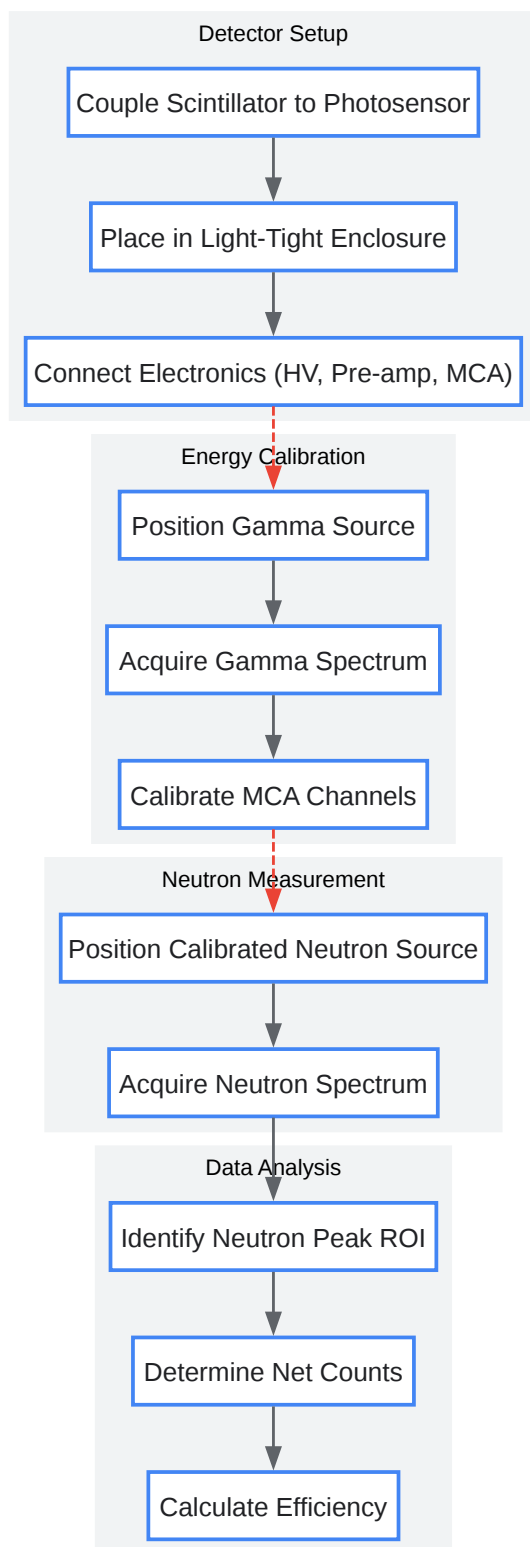 Detector Setup
Couple Scintillator to Photosensor
Place in Light-Tight Enclosure
Connect Electronics (HV, Pre-amp, MCA)
Energy Calibration
Position Gamma Source
Acquire Gamma Spectrum
Calibrate MCA Channels
Neutron Measurement
Position Calibrated Neutron Source
Acquire Neutron Spectrum
Data Analysis
Identify Neutron Peak ROI
Determine Net Counts
Calculate Efficiency